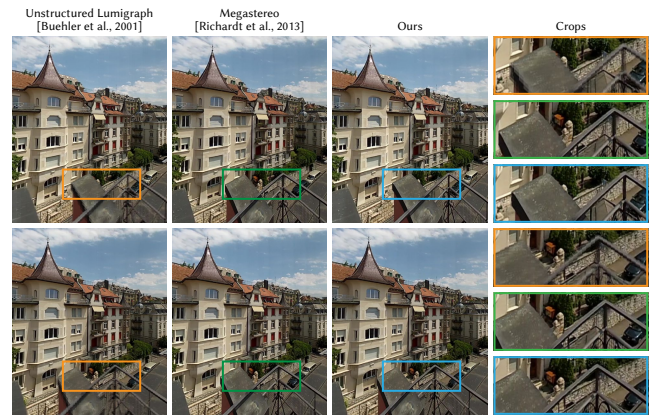 Unstructured Lumigraph
[Buehler et al., 2001]
Megastereo
[Richardt et al., 2013]
Ours
Crops